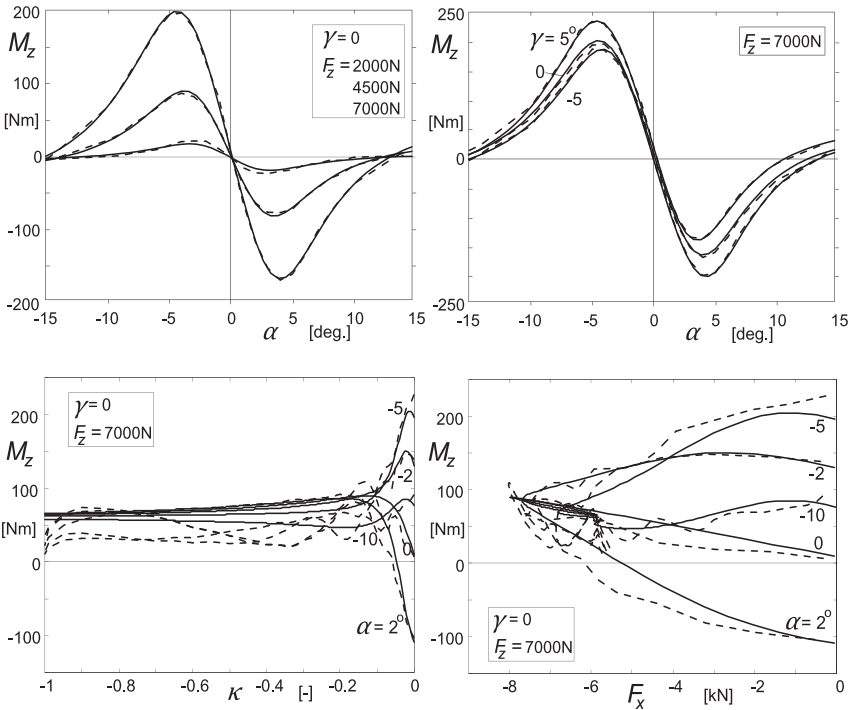 200
M_z
100
[Nm]
0
-100
-200
-15
-10
-5
0
5
10
15
α
[deg.]
γ = 0
F_z = 2000N
4500N
7000N
250
M_z
[Nm]
0
-250
-15
-10
-5
0
5
10
15
α
[deg.]
γ = 5°
0
-5
F_z = 7000N
200
M_z
100
[Nm]
0
-100
-1
-0.8
-0.6
-0.4
-0.2
0
κ
[-]
γ = 0
F_z = 7000N
-5
-2
-10
0
α = 2°
200
M_z
100
[Nm]
0
-100
-8
-6
-4
-2
0
F_x
[kN]
-5
-2
-10
0
α = 2°
γ = 0
F_z = 7000N